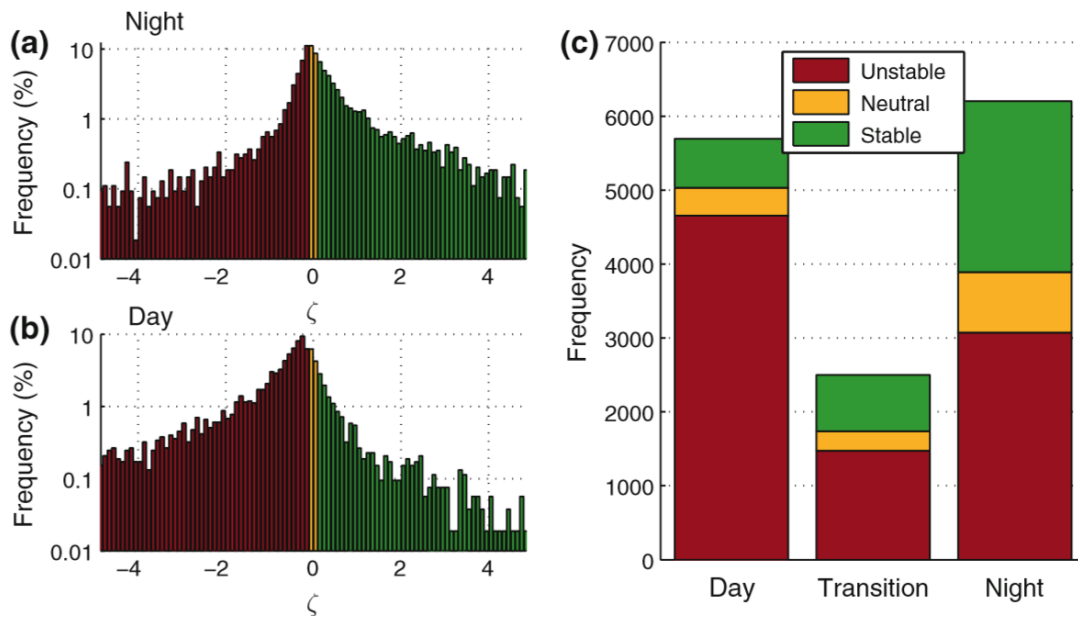 (a)
Night
Frequency (%)
10
1
0.1
0.01
−4
−2
0
2
4
ζ
(b)
Day
Frequency (%)
10
1
0.1
0.01
−4
−2
0
2
4
ζ
(c)
Frequency
7000
6000
5000
4000
3000
2000
1000
0
Unstable
Neutral
Stable
Day
Transition
Night